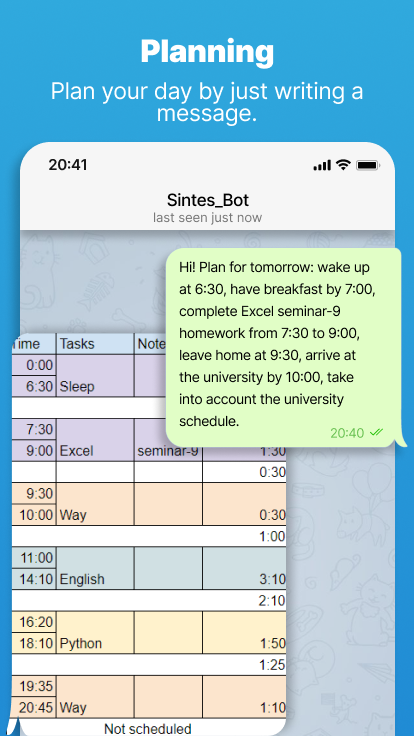 Planning
Plan your day by just writing a
message.
20:41
Sintes_Bot
last seen just now
Hi! Plan for tomorrow: wake up
at 6:30, have breakfast by 7:00,
complete Excel seminar-9
homework from 7:30 to 9:00,
leave home at 9:30, arrive at
the university by 10:00, take
into account the university
schedule.
20:40
Time Tasks Note
0:00
6:30 Sleep
7:30
9:00 Excel seminar-9 1:30
0:30
9:30
10:00 Way 0:30
1:00
11:00
14:10 English 3:10
2:10
16:20
18:10 Python 1:50
1:25
19:35
20:45 Way 1:10
Not scheduled